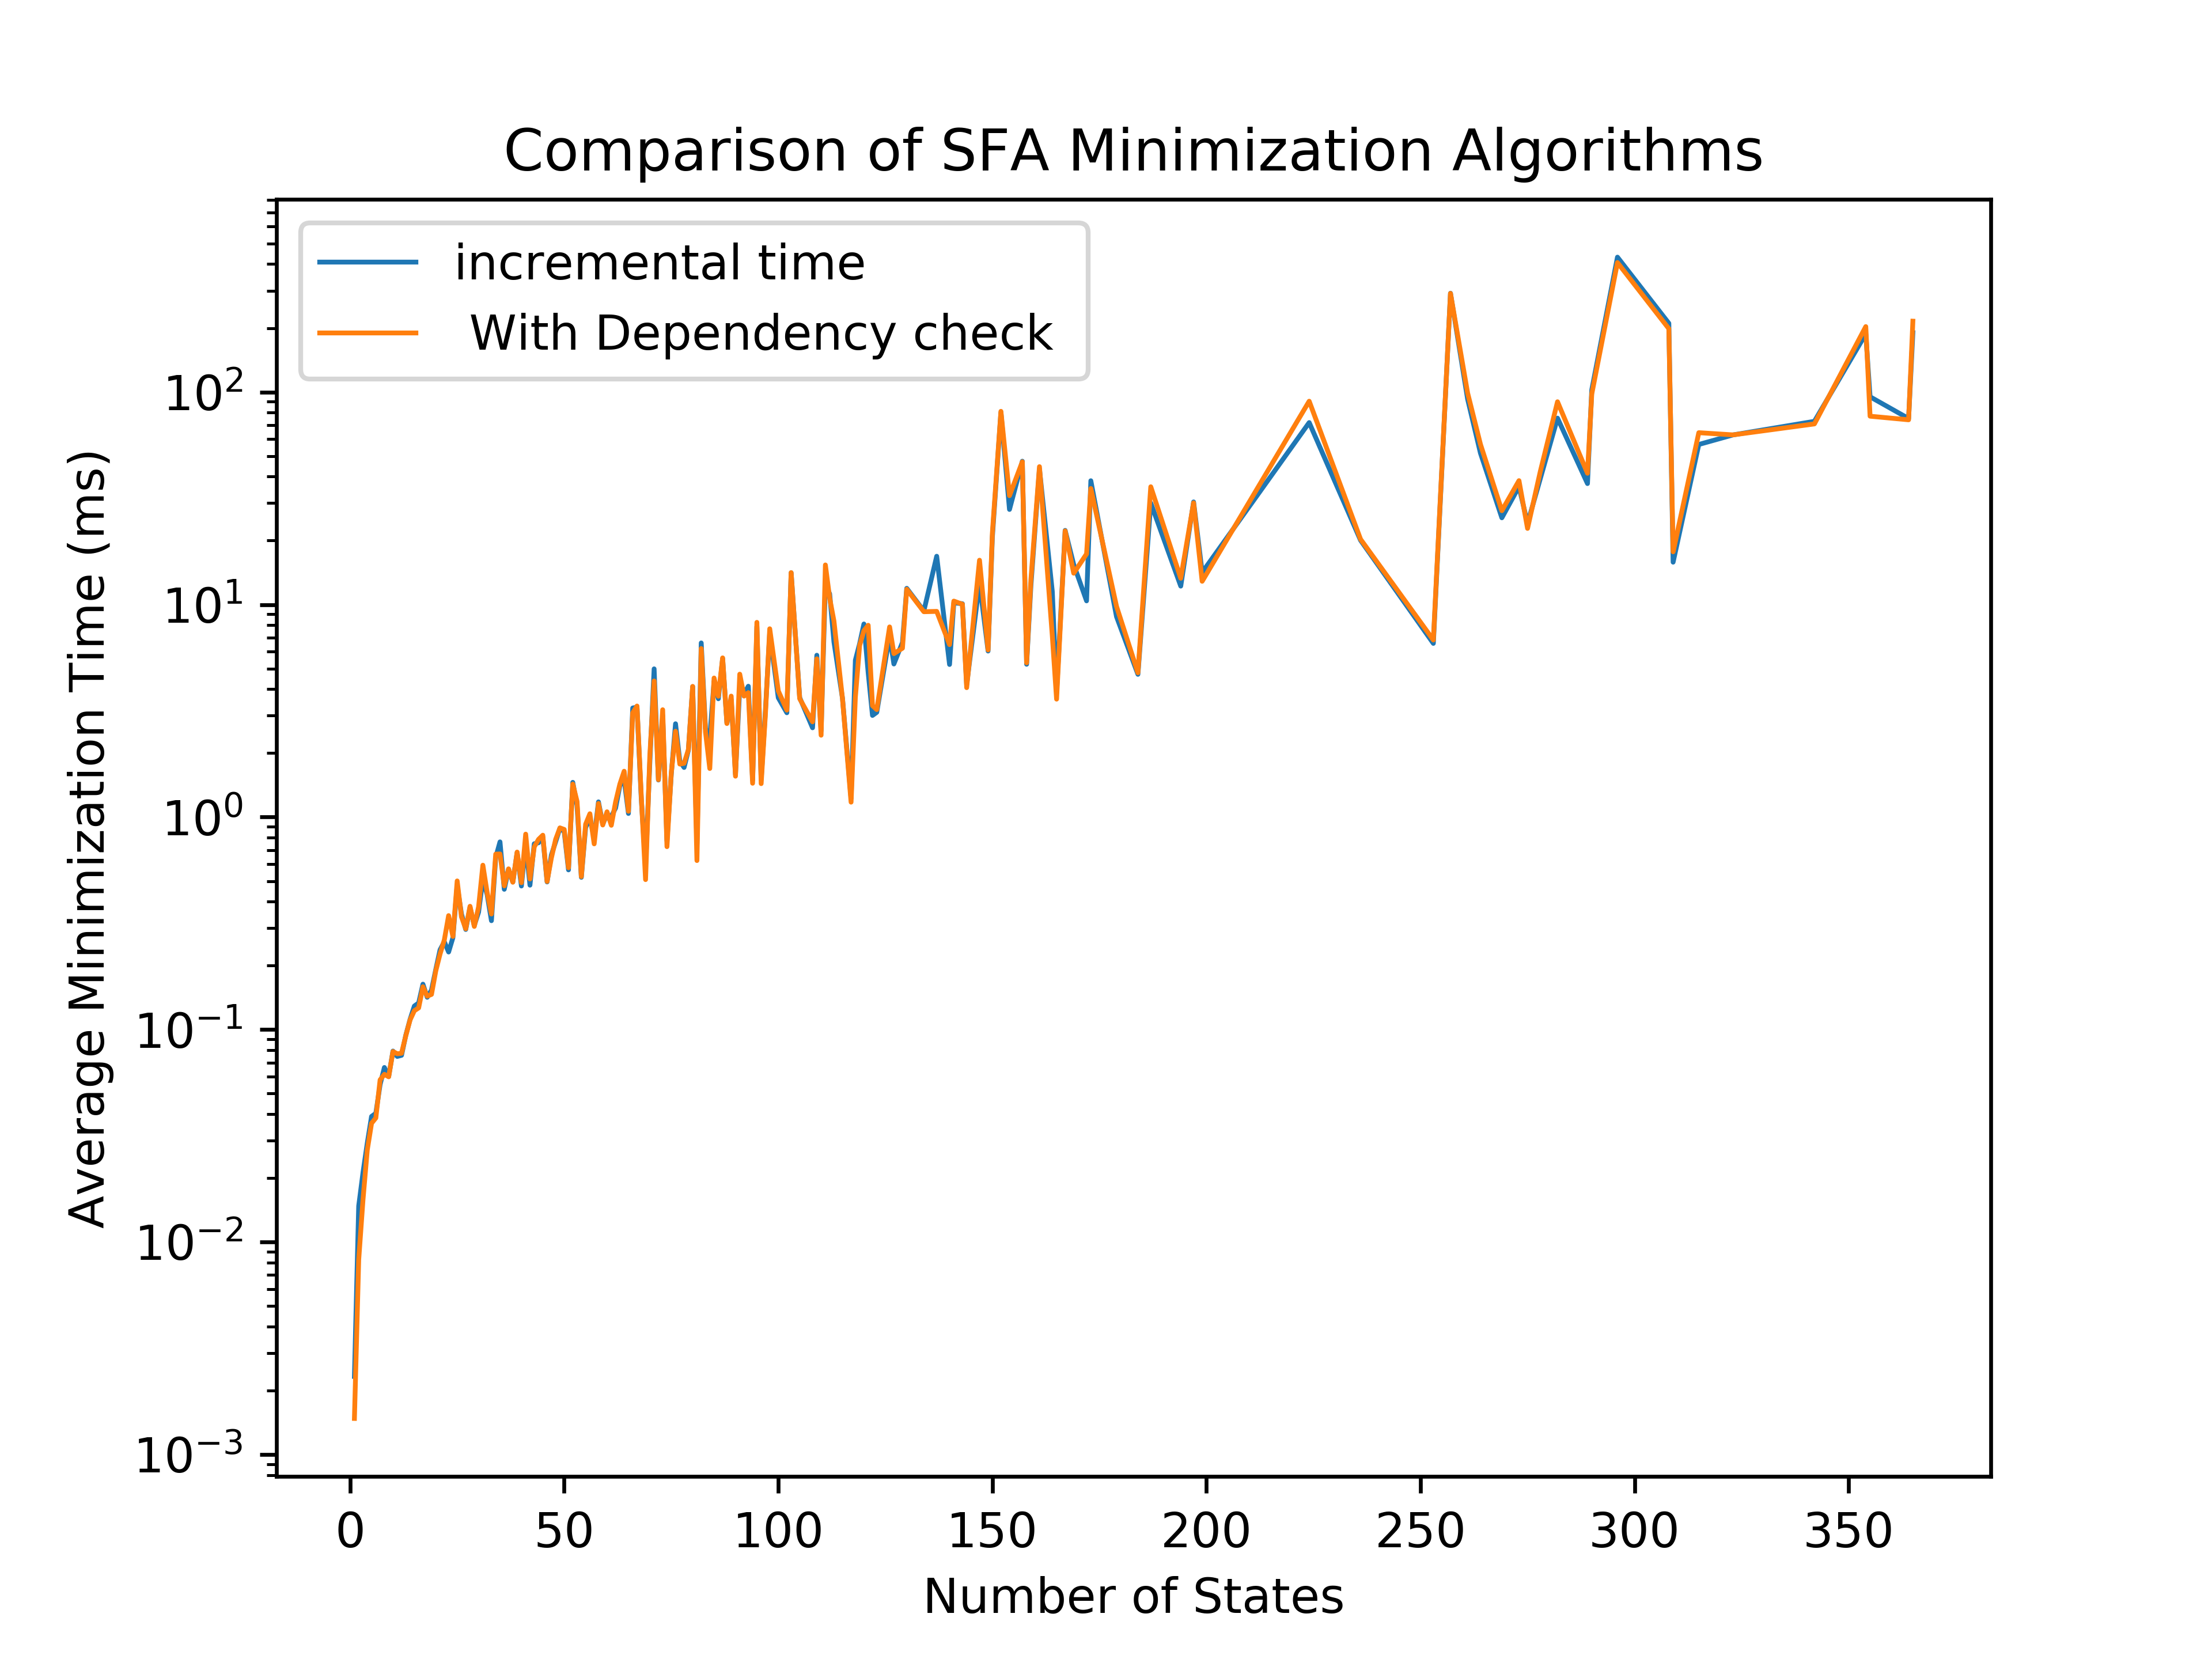 Comparison of SFA Minimization Algorithms
incremental time
With Dependency check
Average Minimization Time (ms)
10²
10¹
10⁰
10⁻¹
10⁻²
10⁻³
0 50 100 150 200 250 300 350
Number of States